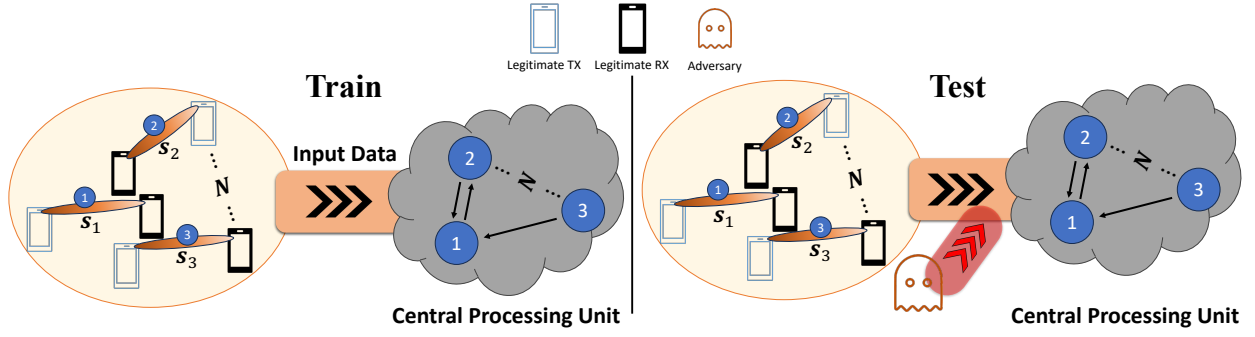 Legitimate TX
Legitimate RX
Adversary
Train
2
s₂
N
1
s₁
3
s₃
Input Data
2
N
3
1
Central Processing Unit
Test
2
s₂
N
1
s₁
3
s₃
2
N
3
1
Central Processing Unit